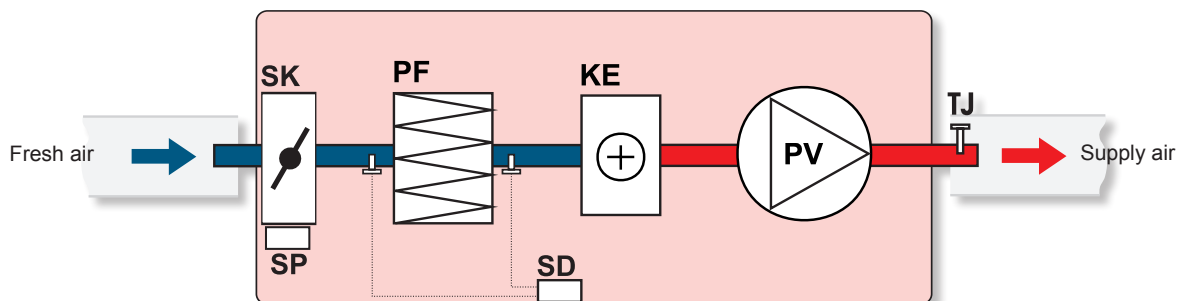 SK
PF
KE
TJ
Fresh air
PV
Supply air
SP
SD